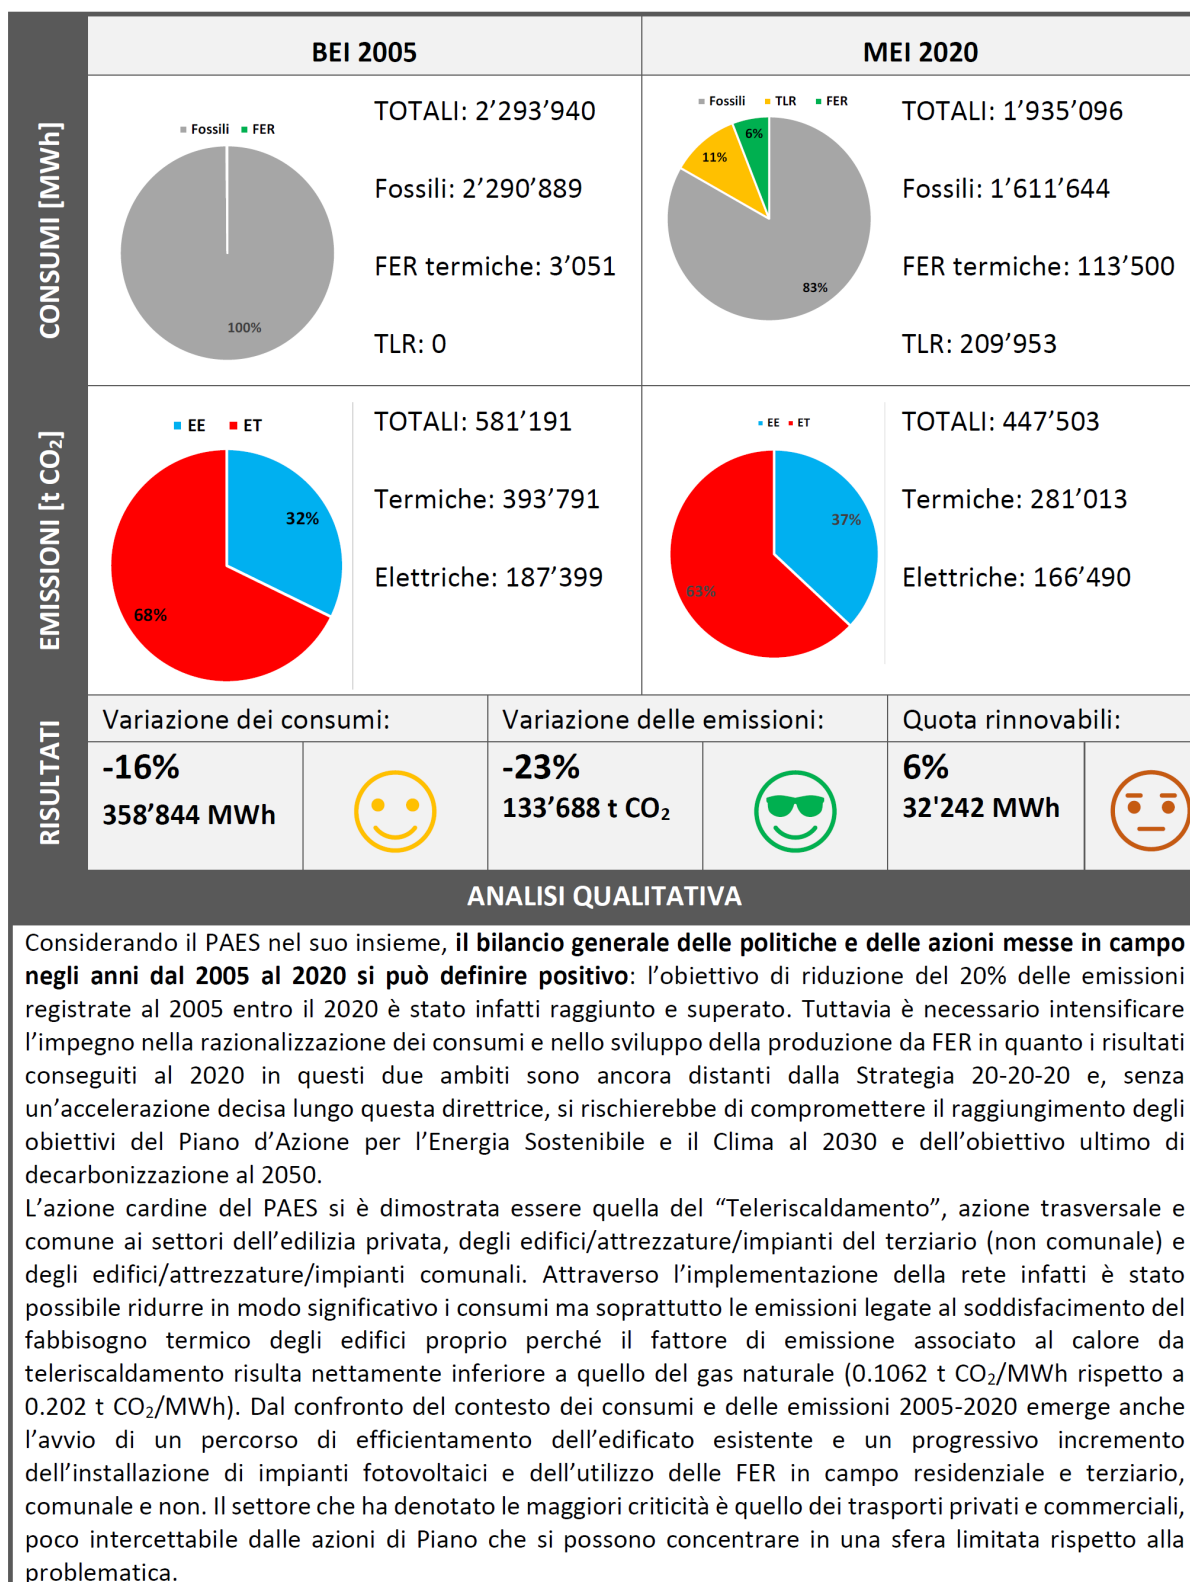 BEI 2005
MEI 2020
CONSUMI [MWh]
Fossili FER
100%
TOTALI: 2’293’940
Fossili: 2’290’889
FER termiche: 3’051
TLR: 0
Fossili TLR FER
6%
11%
83%
TOTALI: 1’935’096
Fossili: 1’611’644
FER termiche: 113’500
TLR: 209’953
EMISSIONI [t CO₂]
EE ET
32%
68%
TOTALI: 581’191
Termiche: 393’791
Elettriche: 187’399
EE ET
37%
63%
TOTALI: 447’503
Termiche: 281’013
Elettriche: 166’490
RISULTATI
Variazione dei consumi:
-16%
358’844 MWh
Variazione delle emissioni:
-23%
133’688 t CO₂
Quota rinnovabili:
6%
32'242 MWh
ANALISI QUALITATIVA
Considerando il PAES nel suo insieme, il bilancio generale delle politiche e delle azioni messe in campo
negli anni dal 2005 al 2020 si può definire positivo: l’obiettivo di riduzione del 20% delle emissioni
registrate al 2005 entro il 2020 è stato infatti raggiunto e superato. Tuttavia è necessario intensificare
l’impegno nella razionalizzazione dei consumi e nello sviluppo della produzione da FER in quanto i risultati
conseguiti al 2020 in questi due ambiti sono ancora distanti dalla Strategia 20-20-20 e, senza
un’accelerazione decisa lungo questa direttrice, si rischierebbe di compromettere il raggiungimento degli
obiettivi del Piano d’Azione per l’Energia Sostenibile e il Clima al 2030 e dell’obiettivo ultimo di
decarbonizzazione al 2050.
L’azione cardine del PAES si è dimostrata essere quella del “Teleriscaldamento”, azione trasversale e
comune ai settori dell’edilizia privata, degli edifici/attrezzature/impianti del terziario (non comunale) e
degli edifici/attrezzature/impianti comunali. Attraverso l’implementazione della rete infatti è stato
possibile ridurre in modo significativo i consumi ma soprattutto le emissioni legate al soddisfacimento del
fabbisogno termico degli edifici proprio perché il fattore di emissione associato al calore da
teleriscaldamento risulta nettamente inferiore a quello del gas naturale (0.1062 t CO₂/MWh rispetto a
0.202 t CO₂/MWh). Dal confronto del contesto dei consumi e delle emissioni 2005-2020 emerge anche
l’avvio di un percorso di efficientamento dell’edificato esistente e un progressivo incremento
dell’installazione di impianti fotovoltaici e dell’utilizzo delle FER in campo residenziale e terziario,
comunale e non. Il settore che ha denotato le maggiori criticità è quello dei trasporti privati e commerciali,
poco intercettabile dalle azioni di Piano che si possono concentrare in una sfera limitata rispetto alla
problematica.